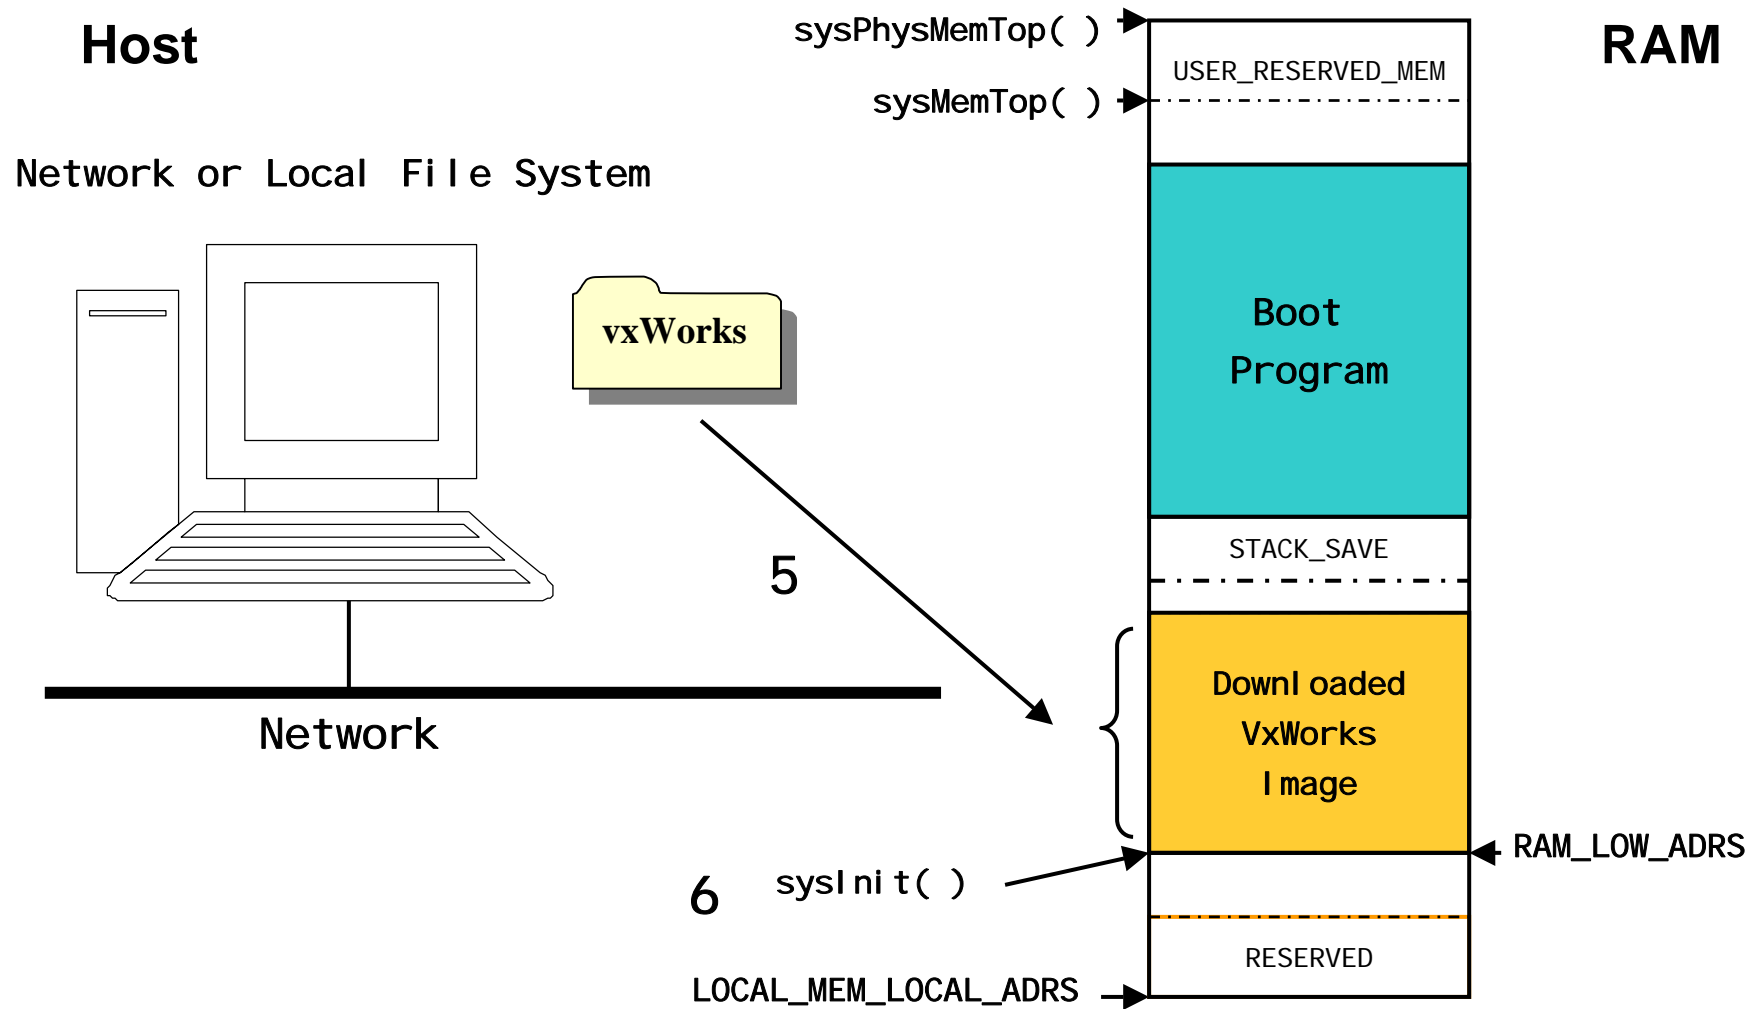 Host
RAM
sysPhysMemTop( )
USER_RESERVED_MEM
sysMemTop( )
Network or Local File System
vxWorks
Boot
Program
STACK_SAVE
5
Downloaded
VxWorks
Image
Network
RAM_LOW_ADRS
6 sysInit( )
RESERVED
LOCAL_MEM_LOCAL_ADRS